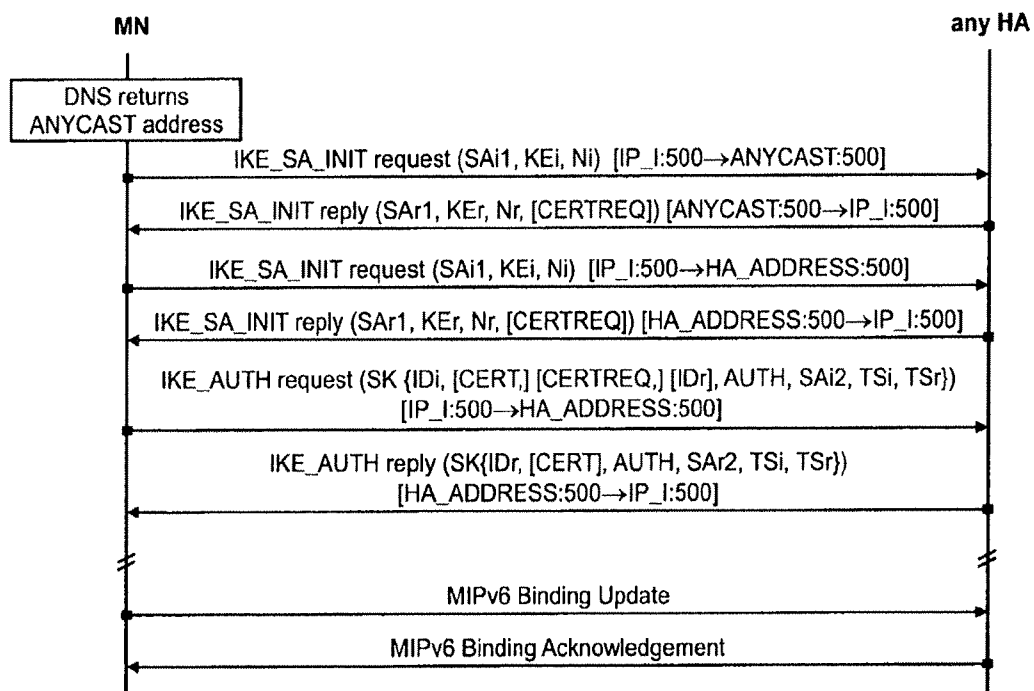 MN
any HA
DNS returns
ANYCAST address
IKE_SA_INIT request (SAi1, KEi, Ni) [IP_I:500→ANYCAST:500]
IKE_SA_INIT reply (SAr1, KEr, Nr, [CERTREQ]) [ANYCAST:500→IP_I:500]
IKE_SA_INIT request (SAi1, KEi, Ni) [IP_I:500→HA_ADDRESS:500]
IKE_SA_INIT reply (SAr1, KEr, Nr, [CERTREQ]) [HA_ADDRESS:500→IP_I:500]
IKE_AUTH request (SK {IDi, [CERT,] [CERTREQ,] [IDr], AUTH, SAi2, TSi, TSr})
[IP_I:500→HA_ADDRESS:500]
IKE_AUTH reply (SK{IDr, [CERT], AUTH, SAr2, TSi, TSr})
[HA_ADDRESS:500→IP_I:500]
MIPv6 Binding Update
MIPv6 Binding Acknowledgement